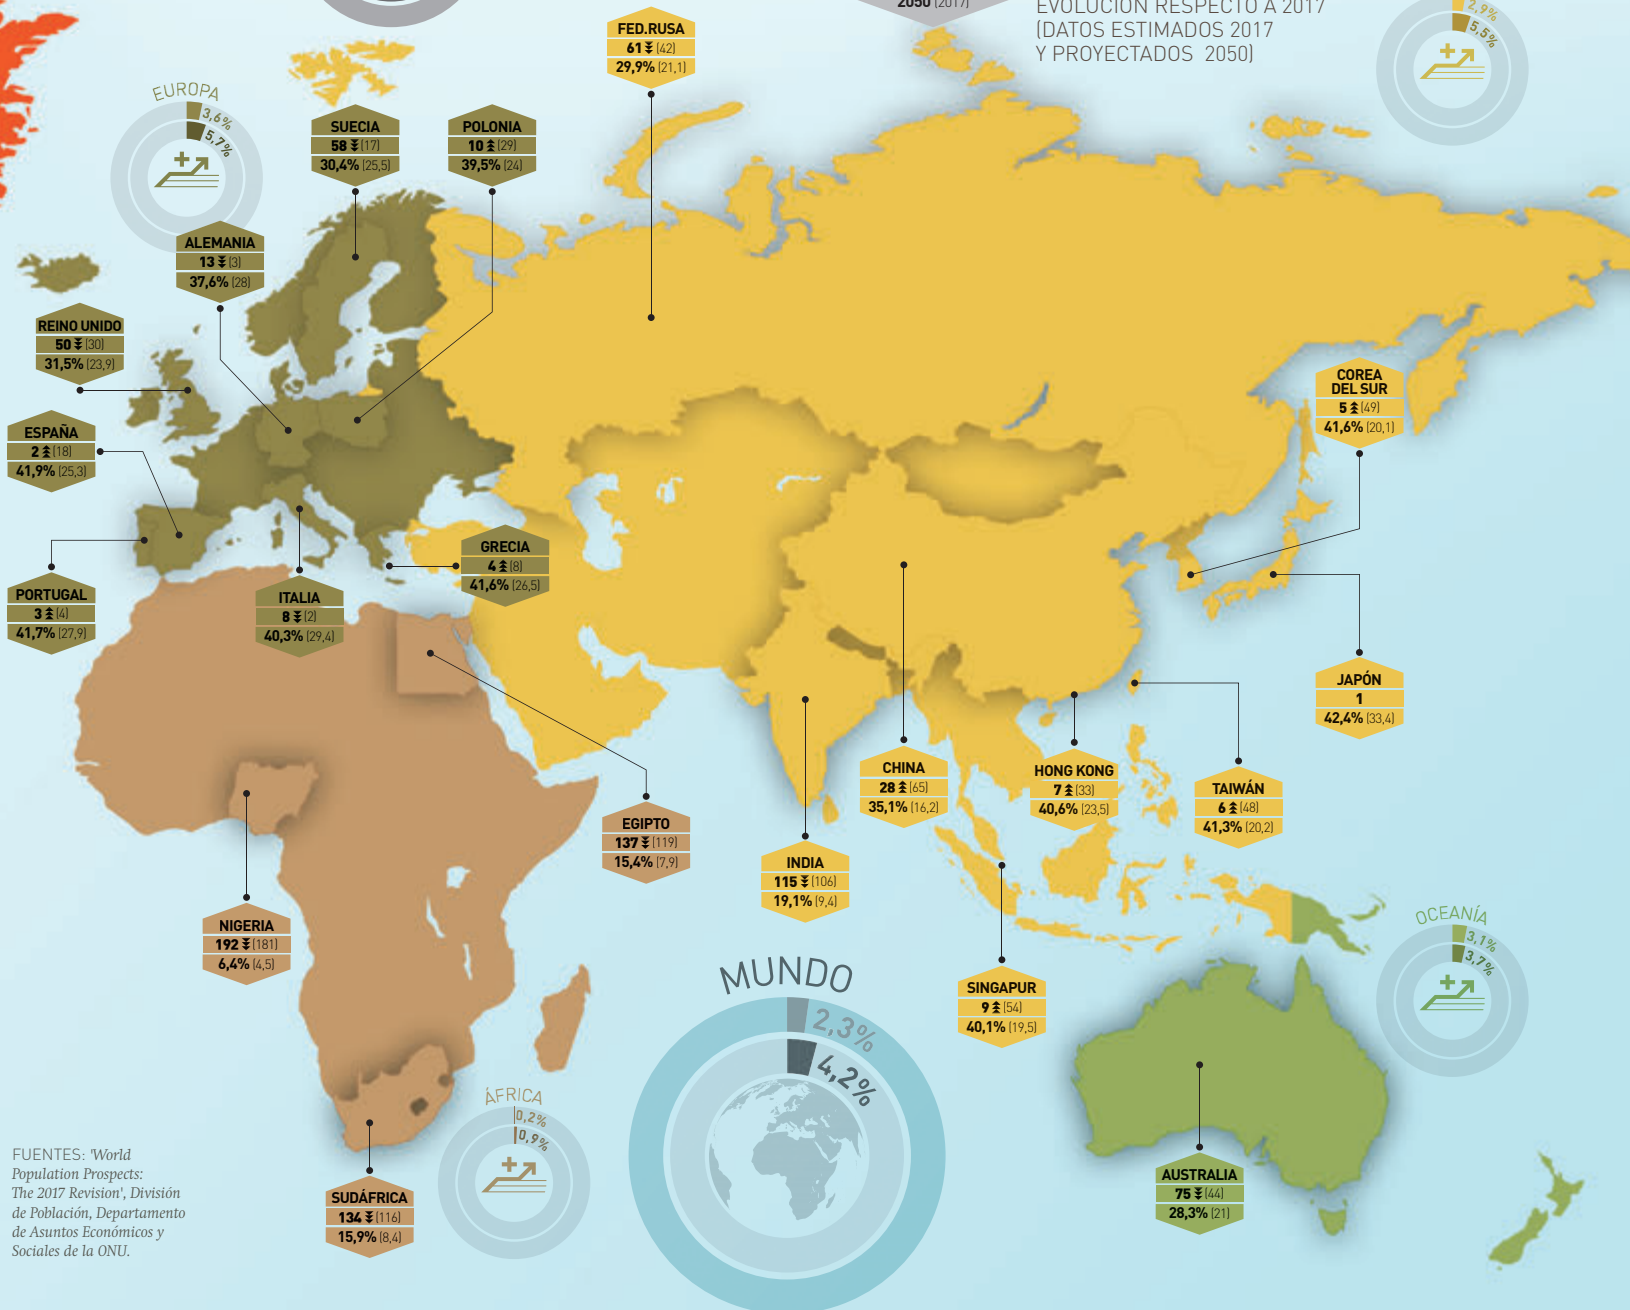 2050 (2017)
EVOLUCIÓN RESPECTO A 2017
(DATOS ESTIMADOS 2017
Y PROYECTADOS 2050)
2,9%
5,5%
FED.RUSA
61 (42)
29,9% (21,1)
EUROPA
3,6%
5,7%
SUECIA
58 (17)
30,4% (25,5)
POLONIA
10 (29)
39,5% (24)
ALEMANIA
13 (3)
37,6% (28)
REINO UNIDO
50 (30)
31,5% (23,9)
ESPAÑA
2 (18)
41,9% (25,3)
COREA
DEL SUR
5 (49)
41,6% (20,1)
PORTUGAL
3 (4)
41,7% (27,9)
ITALIA
8 (2)
40,3% (29,4)
GRECIA
4 (8)
41,6% (26,5)
JAPÓN
1
42,4% (33,4)
CHINA
28 (65)
35,1% (16,2)
HONG KONG
7 (33)
40,6% (23,5)
TAIWÁN
6 (48)
41,3% (20,2)
EGIPTO
137 (119)
15,4% (7,9)
INDIA
115 (106)
19,1% (9,4)
NIGERIA
192 (181)
6,4% (4,5)
OCEANÍA
3,1%
3,7%
MUNDO
2,3%
4,2%
SINGAPUR
9 (54)
40,1% (19,5)
ÁFRICA
0,2%
0,9%
FUENTES: 'World
Population Prospects:
The 2017 Revision', División
de Población, Departamento
de Asuntos Económicos y
Sociales de la ONU.
SUDÁFRICA
134 (116)
15,9% (8,4)
AUSTRALIA
75 (44)
28,3% (21)